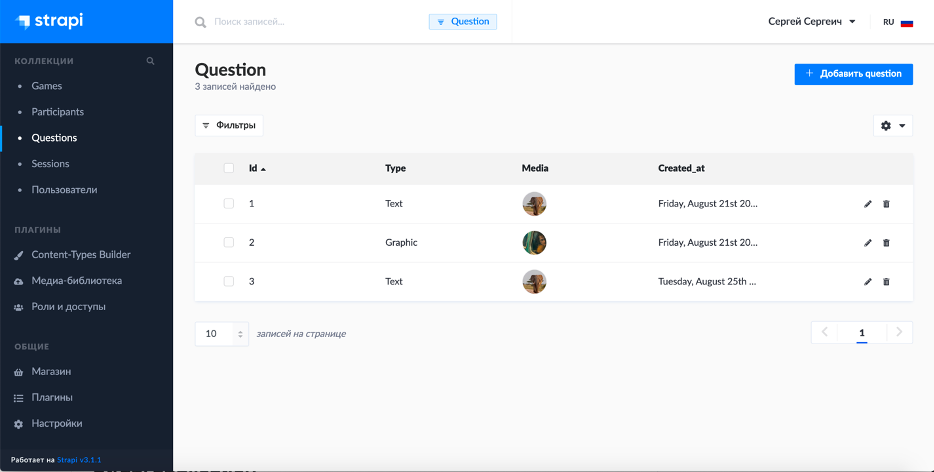 strapi
Поиск записей...
Question
Сергей Сергеич
RU
КОЛЛЕКЦИИ
Games
Participants
Questions
Sessions
Пользователи
ПЛАГИНЫ
Content-Types Builder
Медиа-библиотека
Роли и доступы
ОБЩИЕ
Магазин
Плагины
Настройки
Работает на Strapi v3.1.1
Question
3 записей найдено
Добавить question
Фильтры
Id Type Media Created_at
1 Text Friday, August 21st 20...
2 Graphic Friday, August 21st 20...
3 Text Tuesday, August 25th ...
10 записей на странице
1